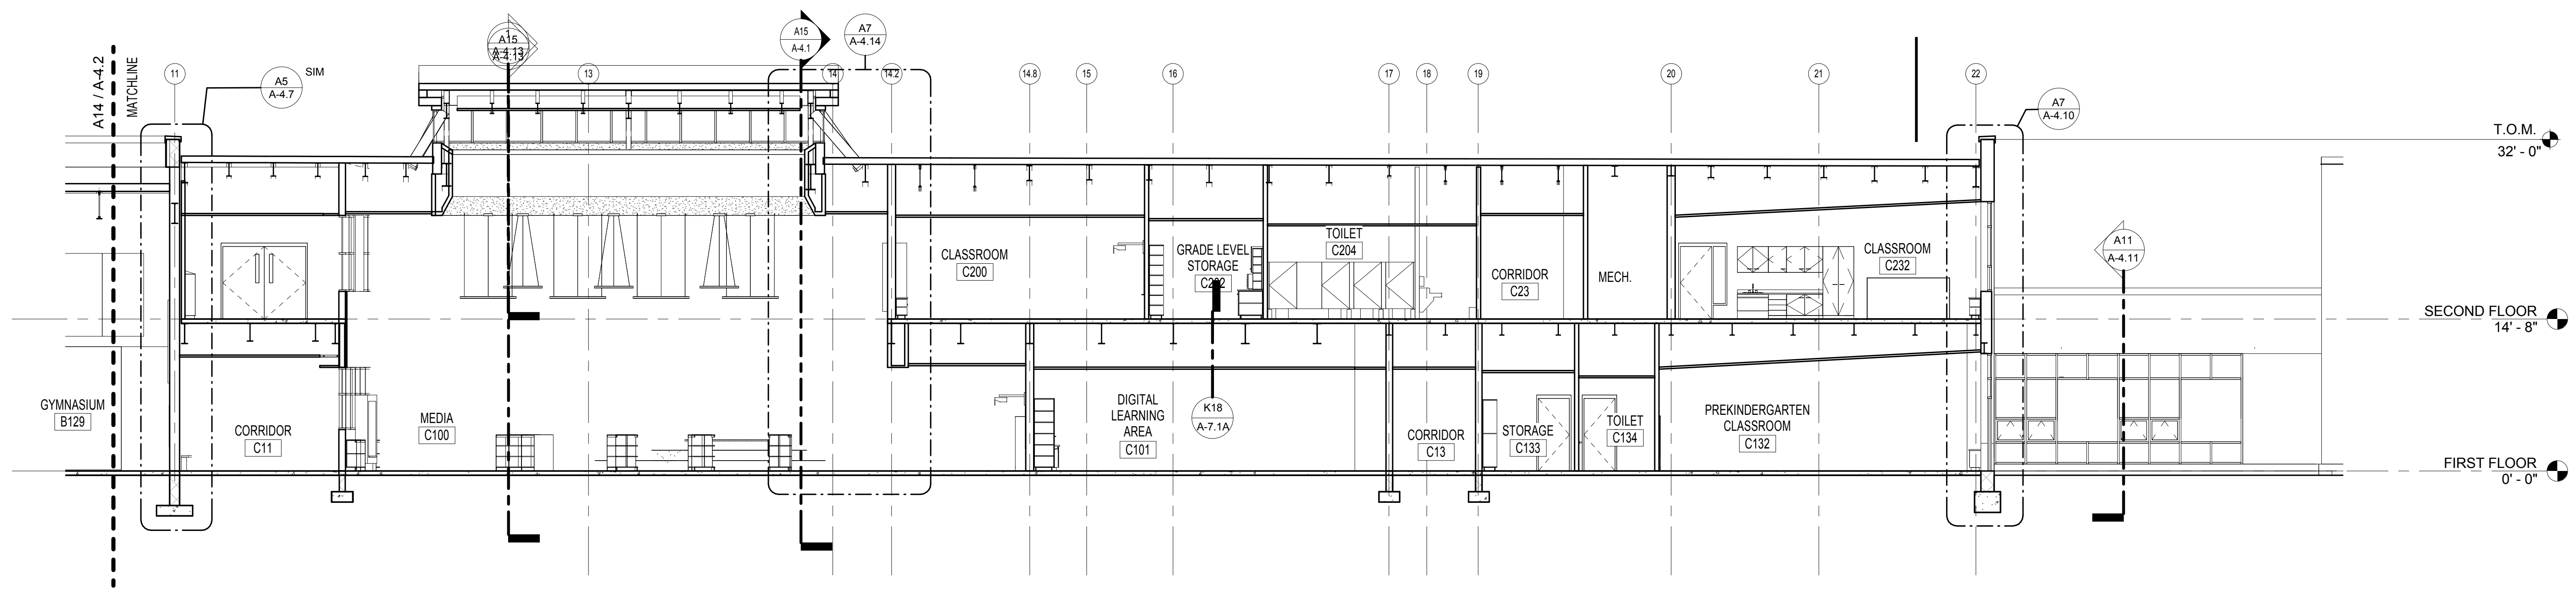 A14 / A-4.2
MATCHLINE
11
A5
A-4.7
SIM
1
A15
A-4.13
A-4.13
13
A15
A-4.1
14
A7
A-4.14
14.2
14.8
15
16
17
18
19
20
21
22
A7
A-4.10
T.O.M.
32' - 0"
CLASSROOM
C200
GRADE LEVEL
STORAGE
TOILET
C204
CORRIDOR
C23
MECH.
CLASSROOM
C232
A11
A-4.11
SECOND FLOOR
14' - 8"
GYMNASIUM
B129
CORRIDOR
C11
MEDIA
C100
DIGITAL
LEARNING
AREA
C101
K18
A-7.1A
CORRIDOR
C13
STORAGE
C133
TOILET
C134
PREKINDERGARTEN
CLASSROOM
C132
FIRST FLOOR
0' - 0"